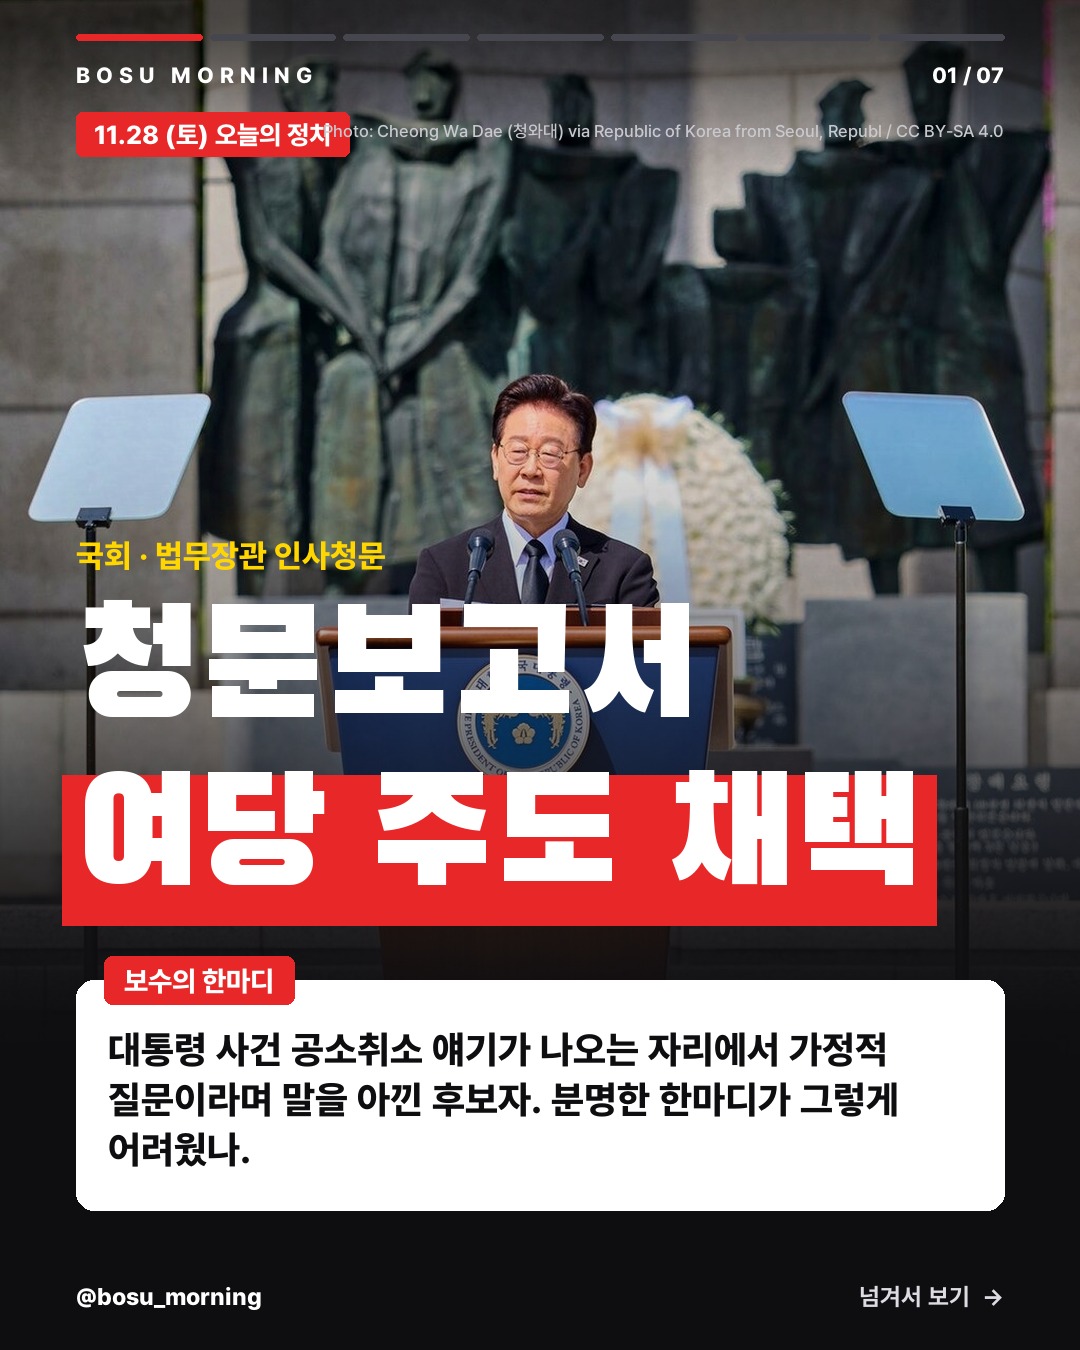 BOSU MORNING
01 / 07
11.28 (토) 오늘의 정치
Photo: Cheong Wa Dae (청와대) via Republic of Korea from Seoul, Republ / CC BY-SA 4.0
국회 · 법무장관 인사청문
청문보고서
여당 주도 채택
보수의 한마디
대통령 사건 공소취소 얘기가 나오는 자리에서 가정적
질문이라며 말을 아낀 후보자. 분명한 한마디가 그렇게
어려웠나.
@bosu_morning
넘겨서 보기 →